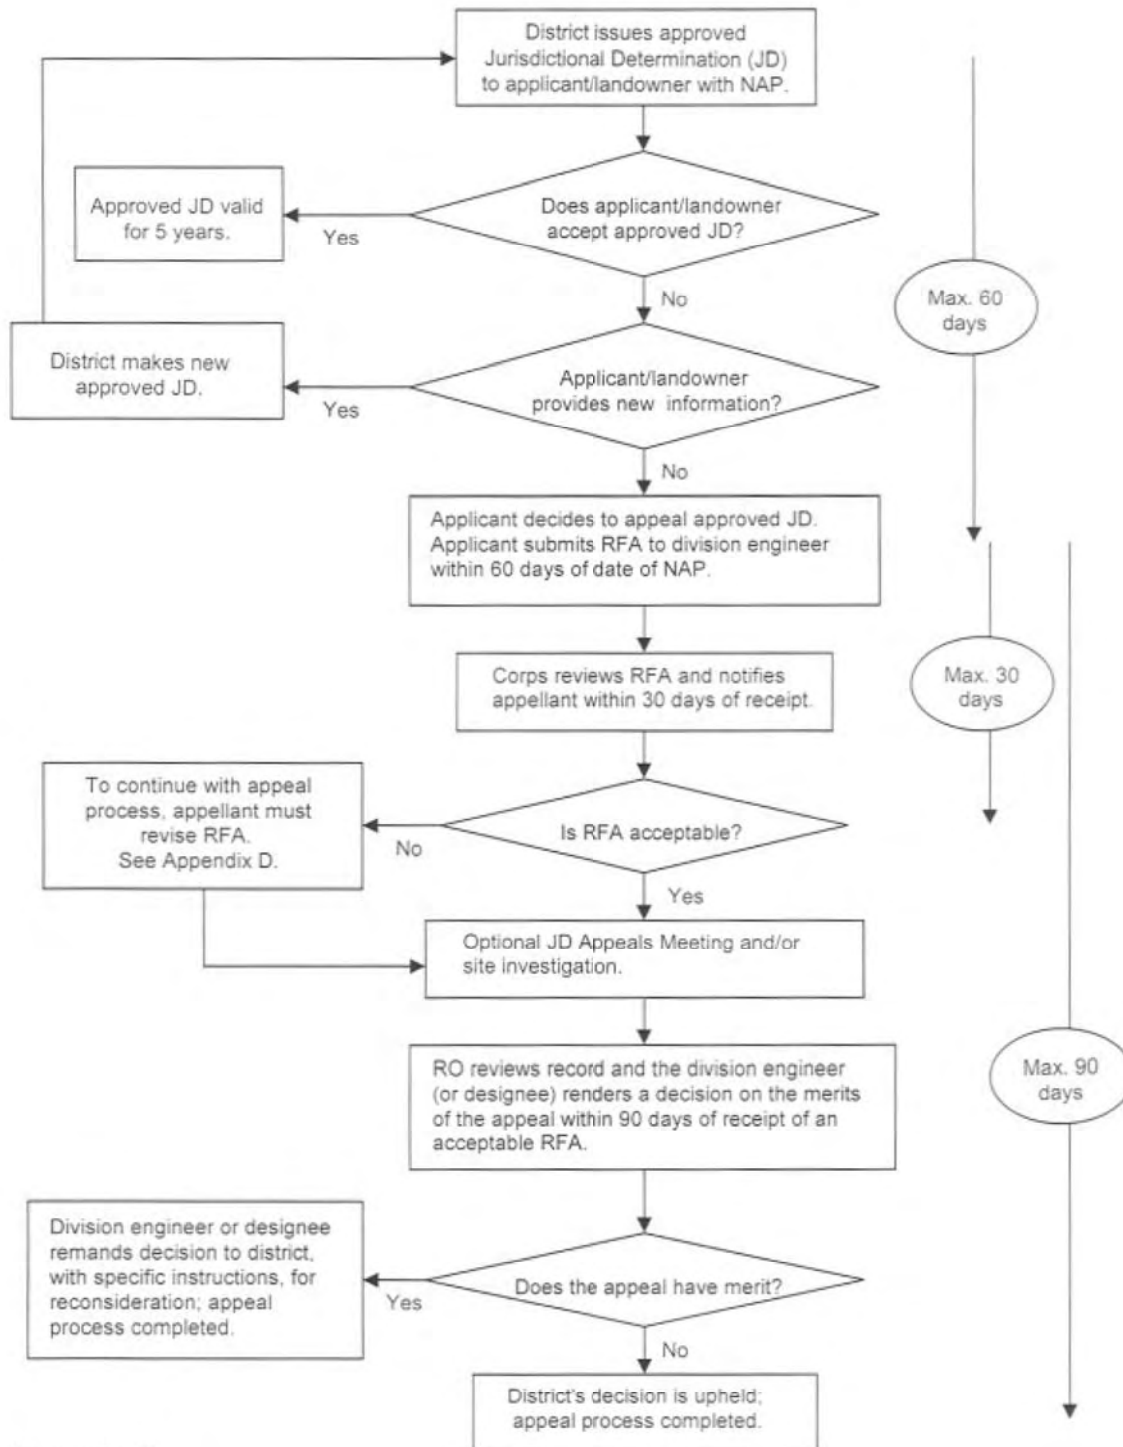 District issues approved
Jurisdictional Determination (JD)
to applicant/landowner with NAP.
Approved JD valid
for 5 years.
Yes
Does applicant/landowner
accept approved JD?
No
Max. 60
days
District makes new
approved JD.
Yes
Applicant/landowner
provides new information?
No
Applicant decides to appeal approved JD.
Applicant submits RFA to division engineer
within 60 days of date of NAP.
Corps reviews RFA and notifies
appellant within 30 days of receipt.
Max. 30
days
To continue with appeal
process, appellant must
revise RFA.
See Appendix D.
No
Is RFA acceptable?
Yes
Optional JD Appeals Meeting and/or
site investigation.
RO reviews record and the division engineer
(or designee) renders a decision on the merits
of the appeal within 90 days of receipt of an
acceptable RFA.
Max. 90
days
Division engineer or designee
remands decision to district,
with specific instructions, for
reconsideration; appeal
process completed.
Yes
Does the appeal have merit?
No
District's decision is upheld;
appeal process completed.